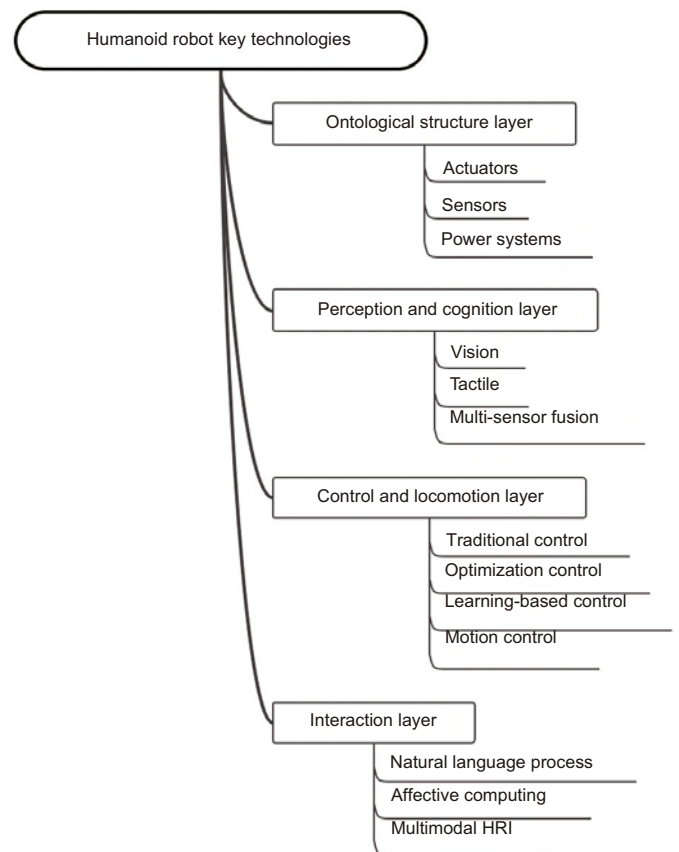 Humanoid robot key technologies
Ontological structure layer
Actuators
Sensors
Power systems
Perception and cognition layer
Vision
Tactile
Multi-sensor fusion
Control and locomotion layer
Traditional control
Optimization control
Learning-based control
Motion control
Interaction layer
Natural language process
Affective computing
Multimodal HRI